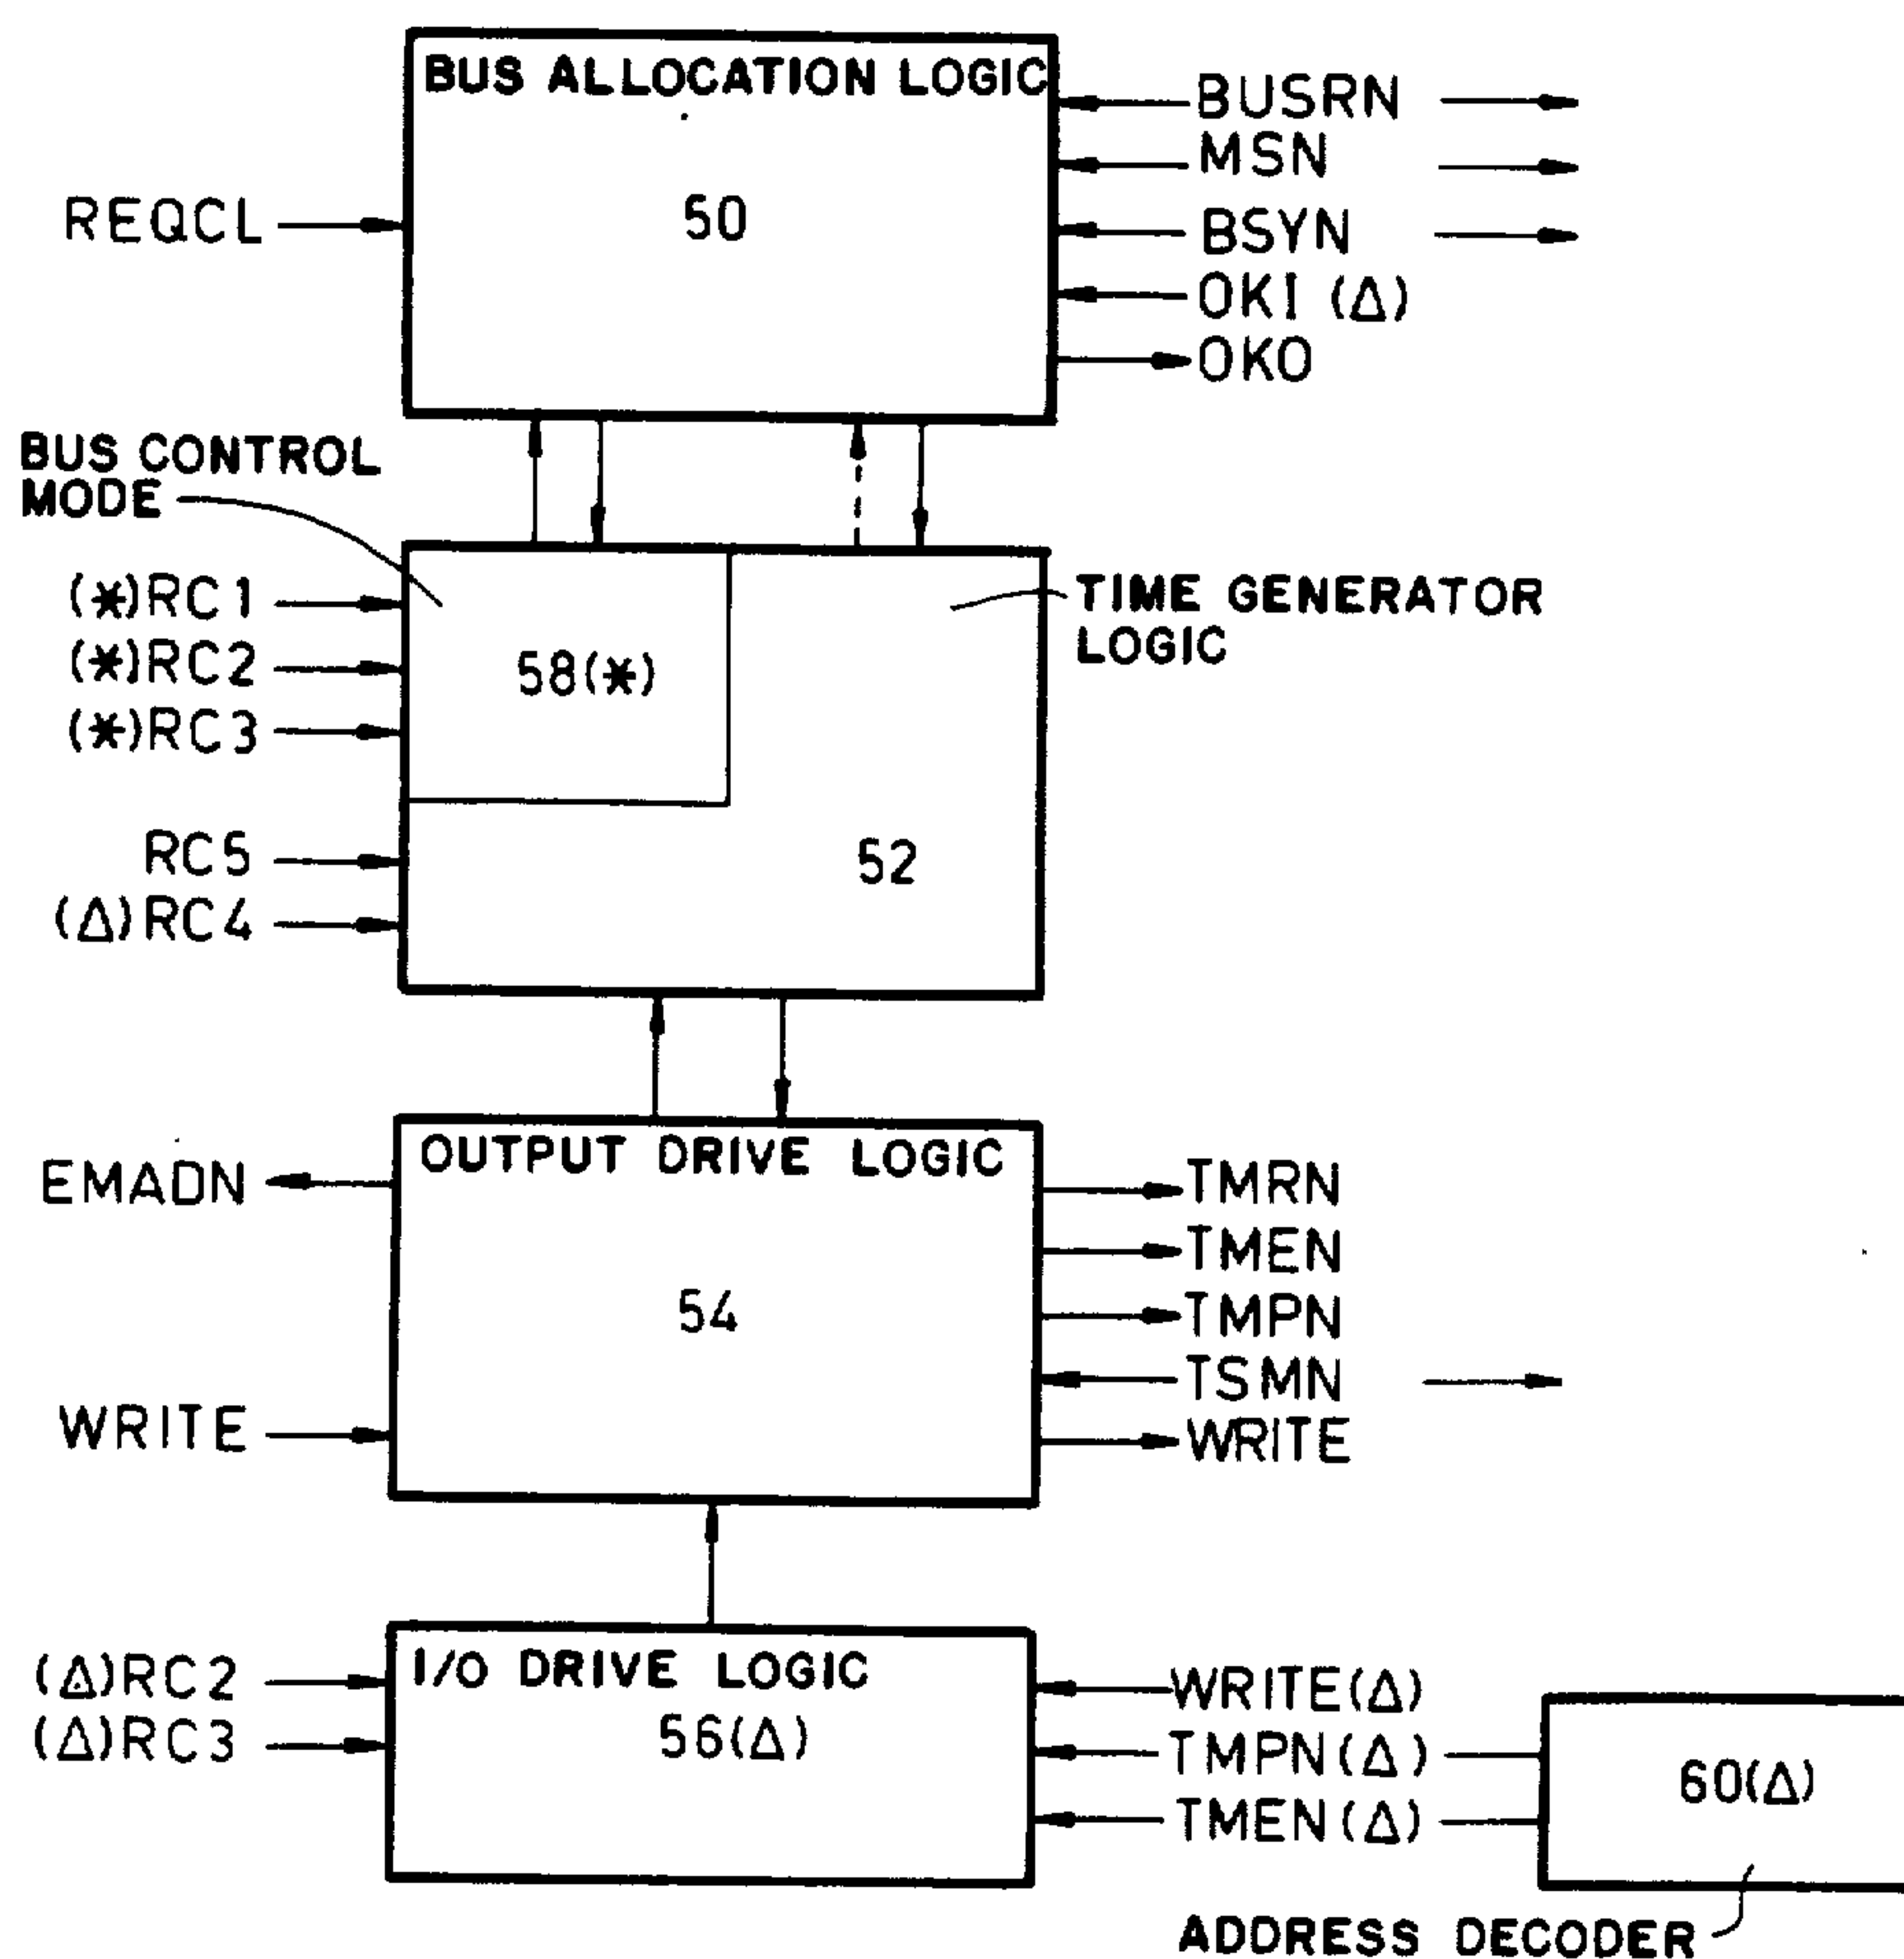 BUS ALLOCATION LOGIC
50
REQCL
BUSRN
MSN
BSYN
OKI (Δ)
OKO
BUS CONTROL
MODE
(*)RC1
(*)RC2
(*)RC3
58(*)
TIME GENERATOR
LOGIC
RC5
(Δ)RC4
52
OUTPUT DRIVE LOGIC
EMADN
54
WRITE
TMRN
TMEN
TMPN
TSMN
WRITE
I/O DRIVE LOGIC
(Δ)RC2
(Δ)RC3
56(Δ)
WRITE(Δ)
TMPN(Δ)
TMEN(Δ)
60(Δ)
ADDRESS DECODER